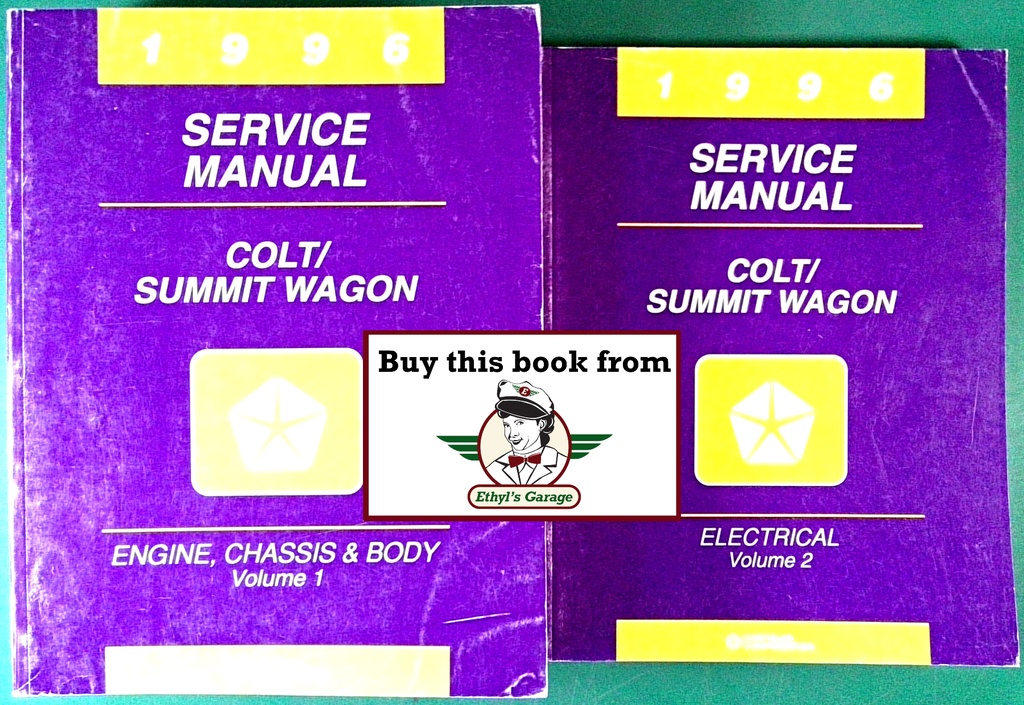 1 9 9 6
SERVICE
MANUAL
COLT/
SUMMIT WAGON
ENGINE, CHASSIS & BODY
Volume 1
1 9 9 6
SERVICE
MANUAL
COLT/
SUMMIT WAGON
ELECTRICAL
Volume 2
Buy this book from
E
Ethyl's Garage